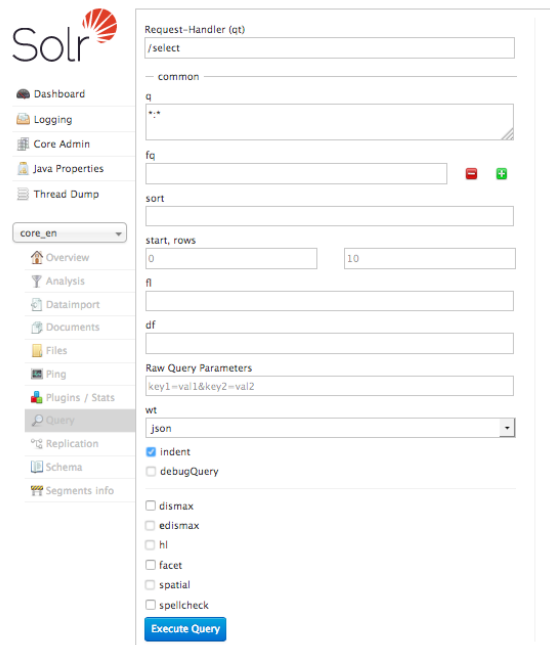 Solr
Dashboard
Logging
Core Admin
Java Properties
Thread Dump
core_en
Overview
Analysis
Dataimport
Documents
Files
Ping
Plugins / Stats
Query
Replication
Schema
Segments info
Request-Handler (qt)
/select
common
q
*:*
fq
sort
start, rows
0 10
fl
df
Raw Query Parameters
key1=val1&key2=val2
wt
json
indent
debugQuery
dismax
edismax
hl
facet
spatial
spellcheck
Execute Query